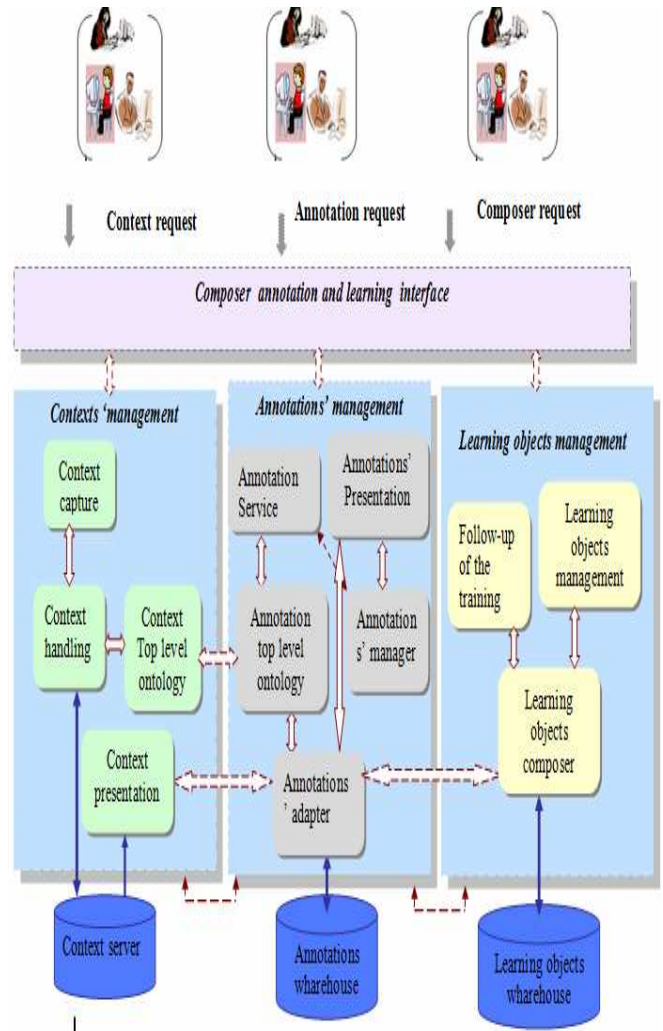 Context request
Annotation request
Composer request
Composer annotation and learning interface
Contexts ‘management
Context
capture
Context
handling
Context
Top level
ontology
Context
presentation
Context server
Annotations’ management
Annotation
Service
Annotations’
Presentation
Annotation
top level
ontology
Annotation
s’ manager
Annotations
’ adapter
Annotations
wharehouse
Learning objects management
Follow-up
of the
training
Learning
objects
management
Learning
objects
composer
Learning objects
wharehouse